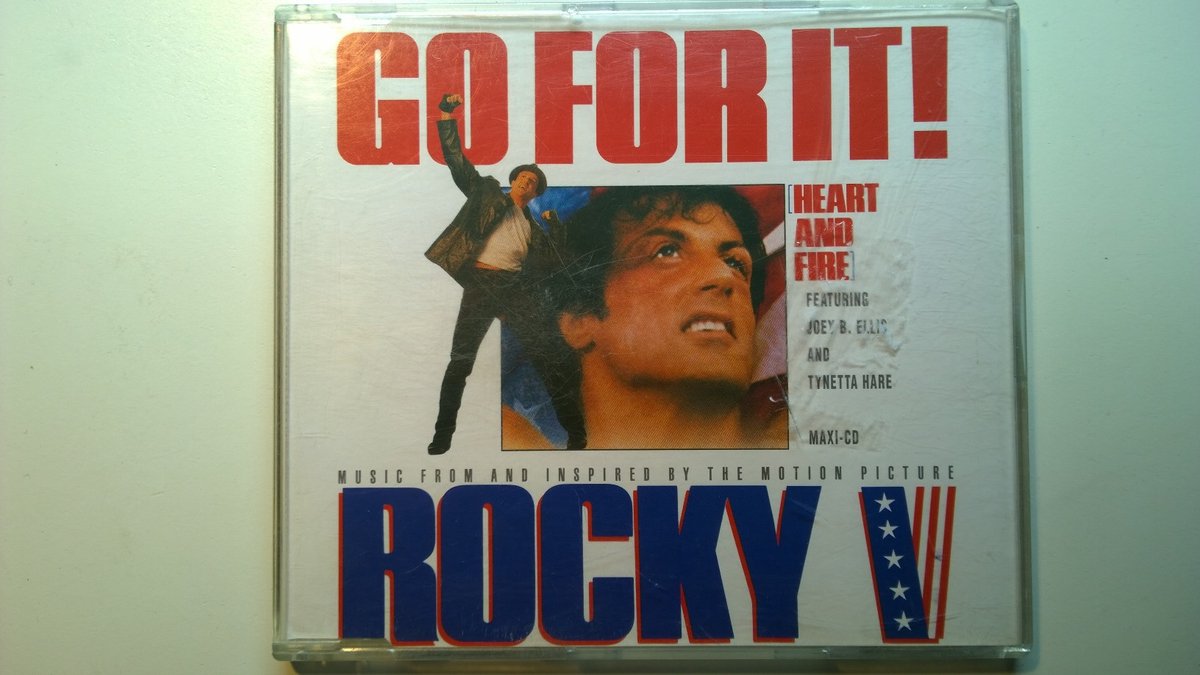 GO FOR IT!
[HEART
AND
FIRE]
FEATURING
JOEY B. ELLIS
AND
TYNETTA HARE
MAXI-CD
MUSIC FROM AND INSPIRED BY THE MOTION PICTURE
ROCKY V